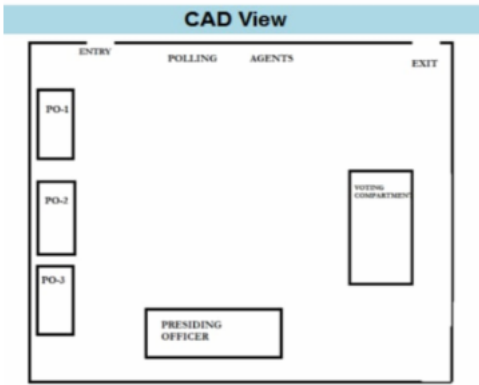 CAD View
ENTRY
POLLING AGENTS
EXIT
PO-1
PO-2
VOTING
COMPARTMENT
PO-3
PRESIDING
OFFICER